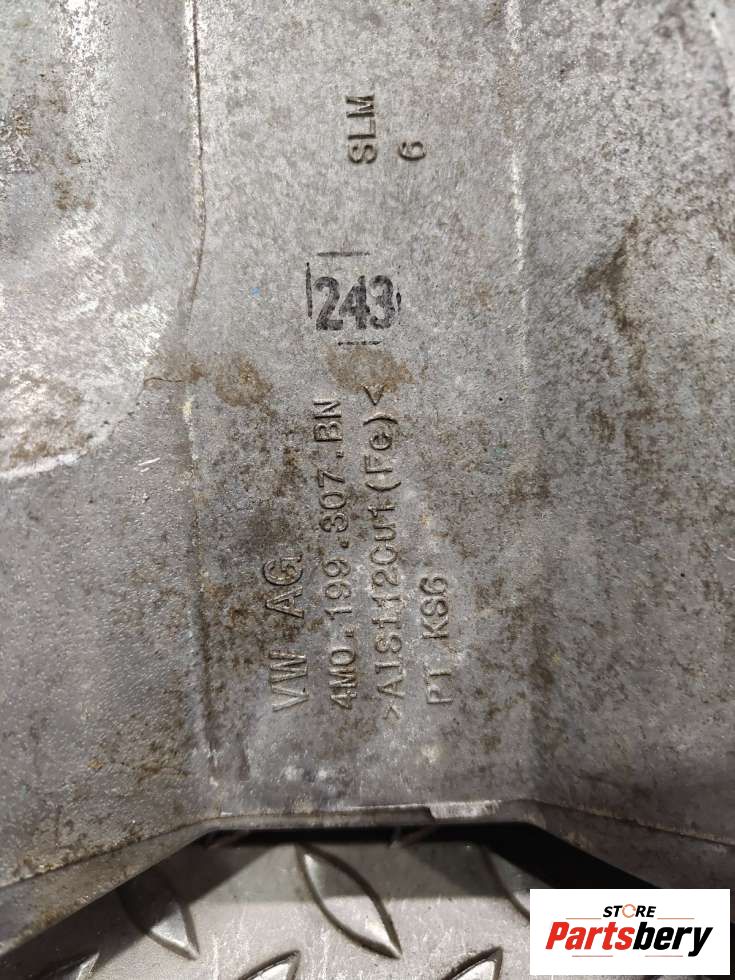 SLM
6
243
VW AG
4M0.199.307.BN
>AlSi12Cu1(Fe)<
PT KS6
STORE
Partsbery